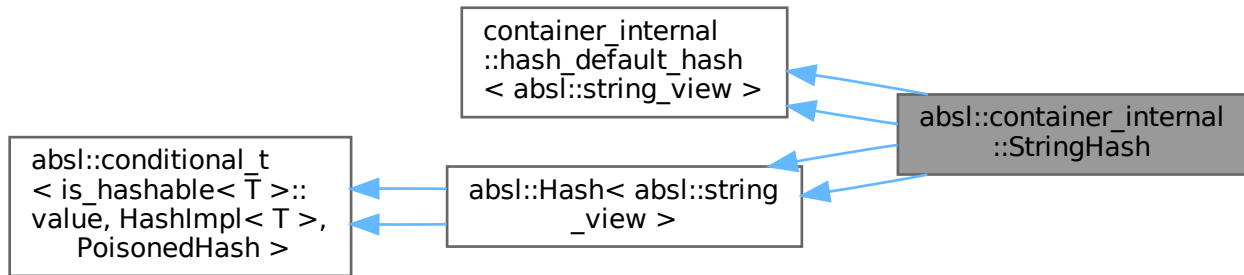 container_internal
::hash_default_hash
< absl::string_view >
absl::container_internal
::StringHash
absl::conditional_t
< is_hashable< T >::
value, HashImpl< T >,
PoisonedHash >
absl::Hash< absl::string
_view >